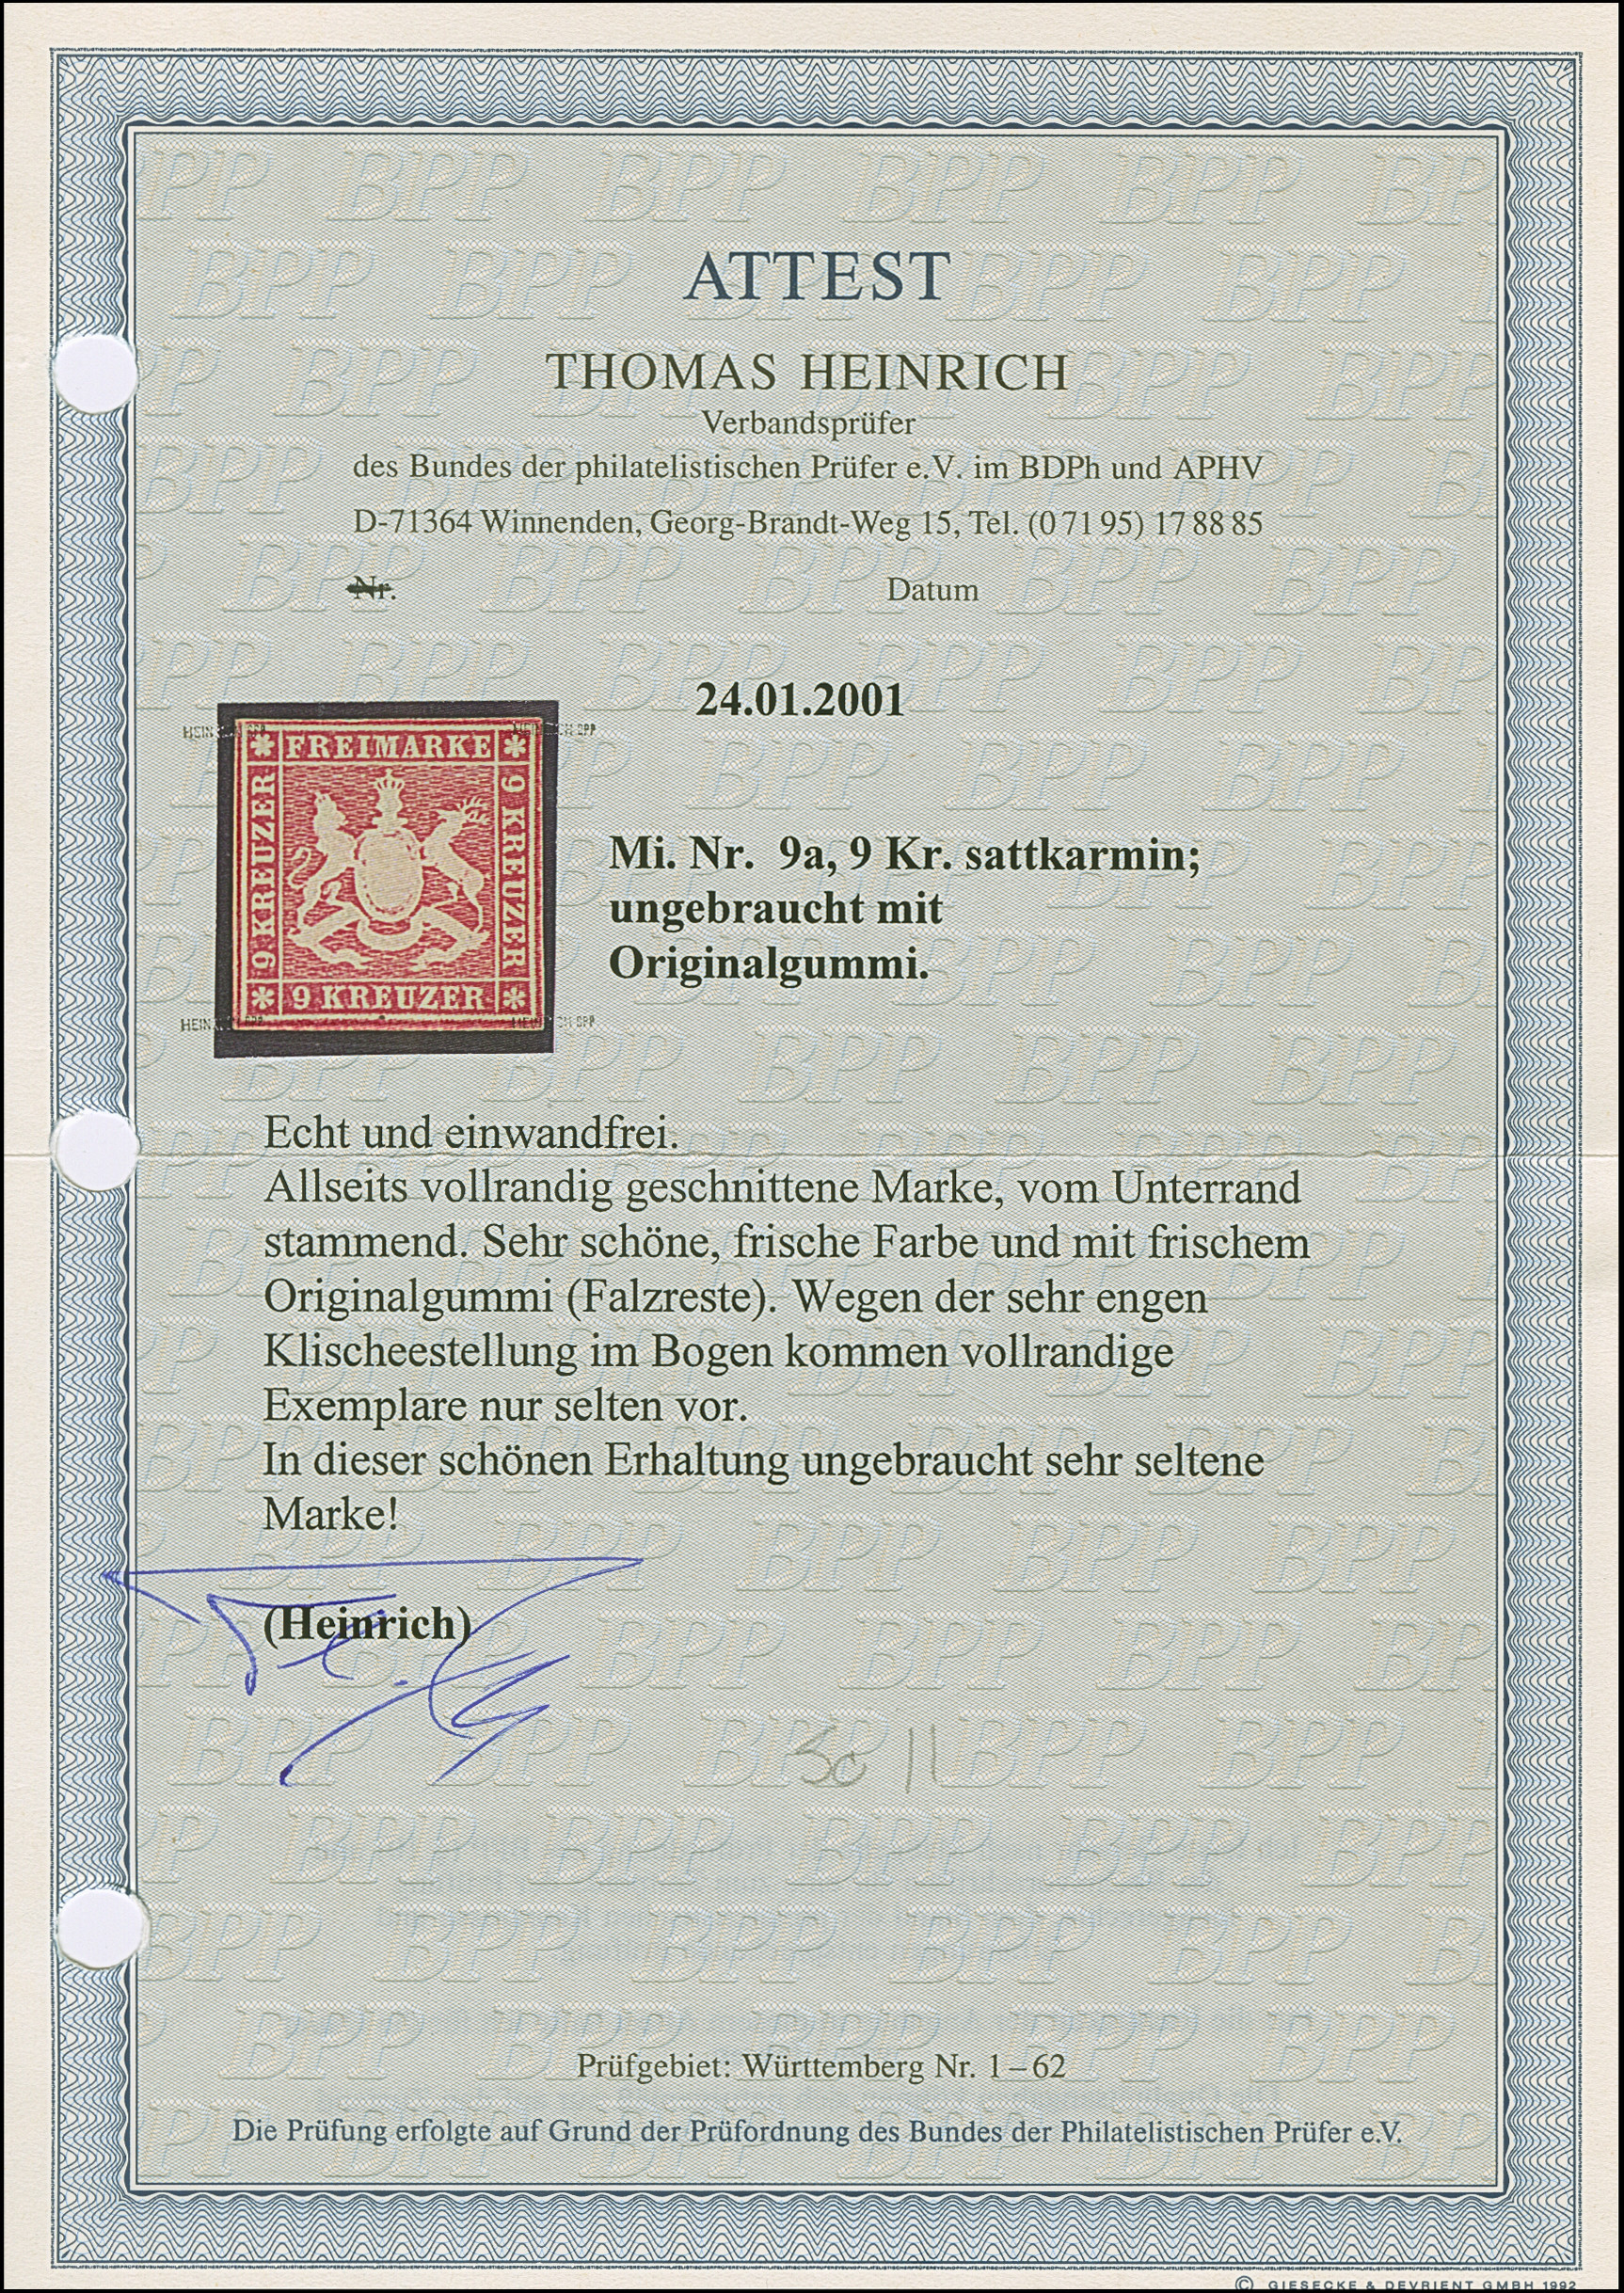 ATTEST
THOMAS HEINRICH
Verbandsprüfer
des Bundes der philatelistischen Prüfer e.V. im BDPh und APHV
D-71364 Winnenden, Georg-Brandt-Weg 15, Tel. (0 71 95) 17 88 85
Nr. Datum
24.01.2001
FREIMARKE
9 KREUZER
9 KREUZER
9 KREUZER
Mi. Nr. 9a, 9 Kr. sattkarmin;
ungebraucht mit
Originalgummi.
Echt und einwandfrei.
Allseits vollrandig geschnittene Marke, vom Unterrand
stammend. Sehr schöne, frische Farbe und mit frischem
Originalgummi (Falzreste). Wegen der sehr engen
Klischeestellung im Bogen kommen vollrandige
Exemplare nur selten vor.
In dieser schönen Erhaltung ungebraucht sehr seltene
Marke!
(Heinrich)
Prüfgebiet: Württemberg Nr. 1–62
Die Prüfung erfolgte auf Grund der Prüfordnung des Bundes der Philatelistischen Prüfer e.V.
© GIESECKE & DEVRIENT GMBH 1992